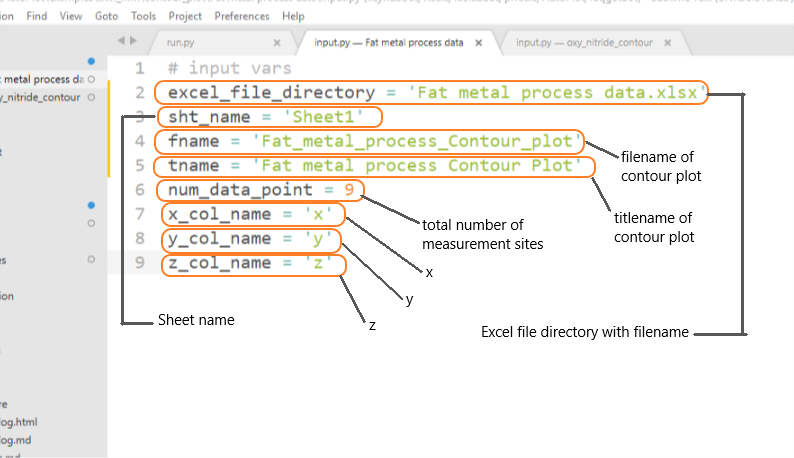 ion Find View Goto Tools Project Preferences Help
run.py × input.py — Fat metal process data × input.py — oxy_nitride_contour ×
t metal process da
y_nitride_contour
1 # input vars
2 excel_file_directory = 'Fat metal process data.xlsx'
3 sht_name = 'Sheet1'
4 fname = 'Fat_metal_process_Contour_plot'
5 tname = 'Fat metal process Contour Plot'
6 num_data_point = 9
7 x_col_name = 'x'
8 y_col_name = 'y'
9 z_col_name = 'z'
filename of
contour plot
titlename of
contour plot
total number of
measurement sites
x
y
z
Sheet name
Excel file directory with filename
t
es
ion
re
log.html
log.md